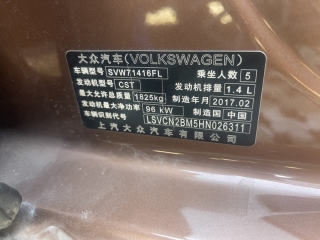 大众汽车(VOLKSWAGEN)
车辆型号 SVW71416FL 乘坐人数 5
发动机型号 CST 发动机排量 1.4 L
最大允许总质量 1825kg 制造年月 2017.02
发动机最大净功率 96 kW 制造国 中国
车辆识别代号 LSVCN2BM5HN026311
上汽大众汽车有限公司